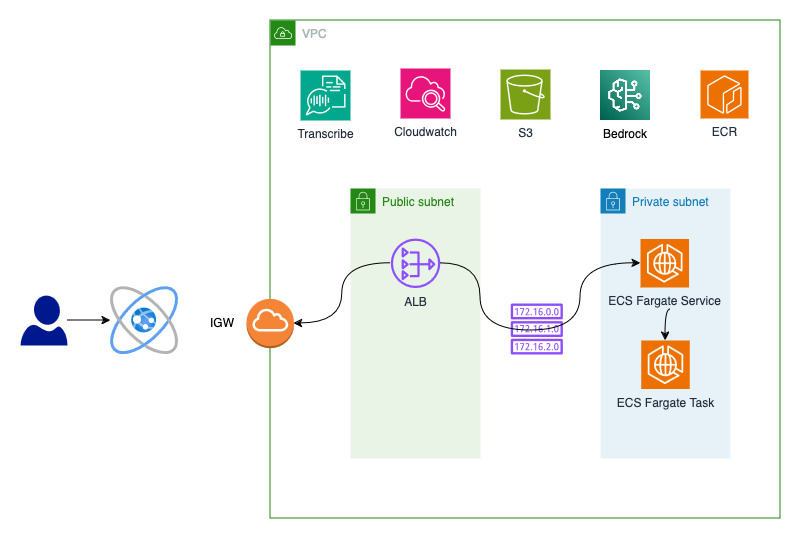 VPC
Transcribe
Cloudwatch
S3
Bedrock
ECR
Public subnet
Private subnet
ALB
IGW
172.16.0.0
172.16.1.0
172.16.2.0
ECS Fargate Service
ECS Fargate Task